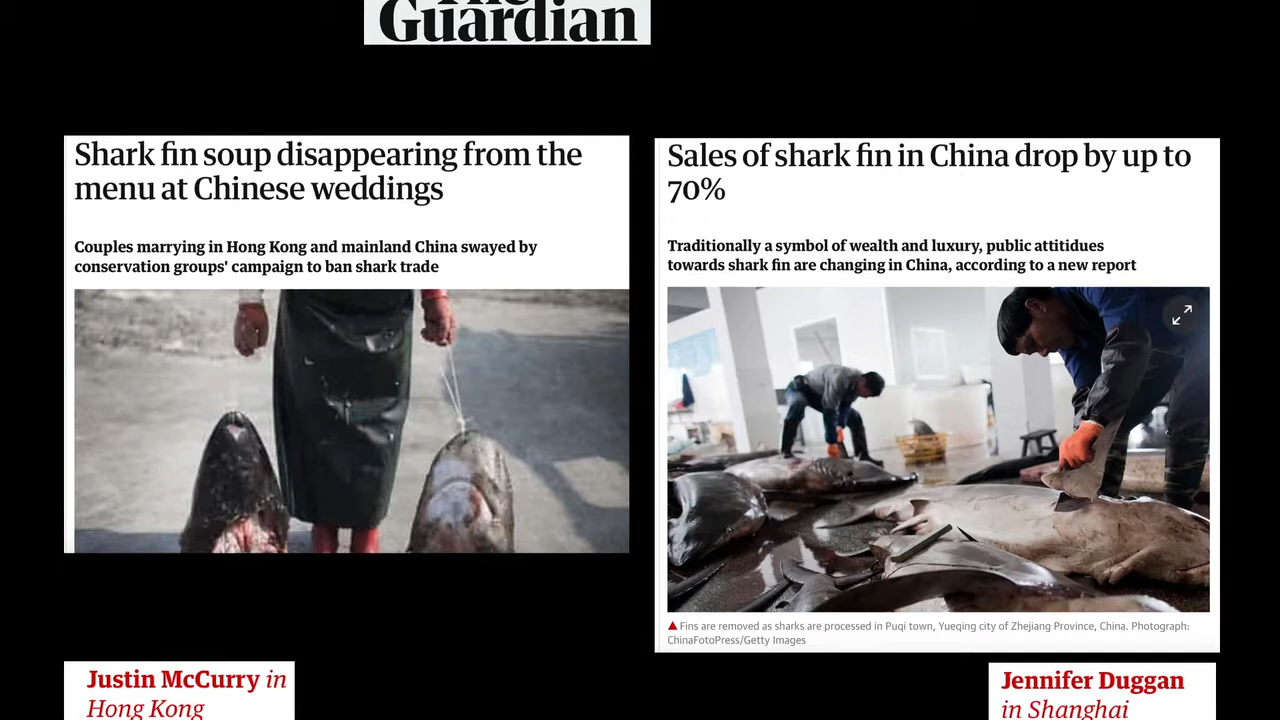 The
Guardian
Shark fin soup disappearing from the
menu at Chinese weddings
Couples marrying in Hong Kong and mainland China swayed by
conservation groups' campaign to ban shark trade
Justin McCurry in
Hong Kong
Sales of shark fin in China drop by up to
70%
Traditionally a symbol of wealth and luxury, public attitidues
towards shark fin are changing in China, according to a new report
Fins are removed as sharks are processed in Puqi town, Yueqing city of Zhejiang Province, China. Photograph:
ChinaFotoPress/Getty Images
Jennifer Duggan
in Shanghai